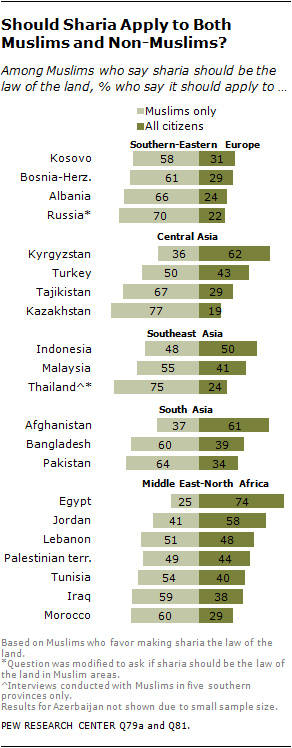 Should Sharia Apply to Both
Muslims and Non-Muslims?
Among Muslims who say sharia should be the
law of the land, % who say it should apply to ...
Muslims only
All citizens
Southern-Eastern Europe
Kosovo 58 31
Bosnia-Herz. 61 29
Albania 66 24
Russia* 70 22
Central Asia
Kyrgyzstan 36 62
Turkey 50 43
Tajikistan 67 29
Kazakhstan 77 19
Southeast Asia
Indonesia 48 50
Malaysia 55 41
Thailand^* 75 24
South Asia
Afghanistan 37 61
Bangladesh 60 39
Pakistan 64 34
Middle East-North Africa
Egypt 25 74
Jordan 41 58
Lebanon 51 48
Palestinian terr. 49 44
Tunisia 54 40
Iraq 59 38
Morocco 60 29
Based on Muslims who favor making sharia the law of the
land.
*Question was modified to ask if sharia should be the law of
the land in Muslim areas.
^Interviews conducted with Muslims in five southern
provinces only.
Results for Azerbaijan not shown due to small sample size.
PEW RESEARCH CENTER Q79a and Q81.